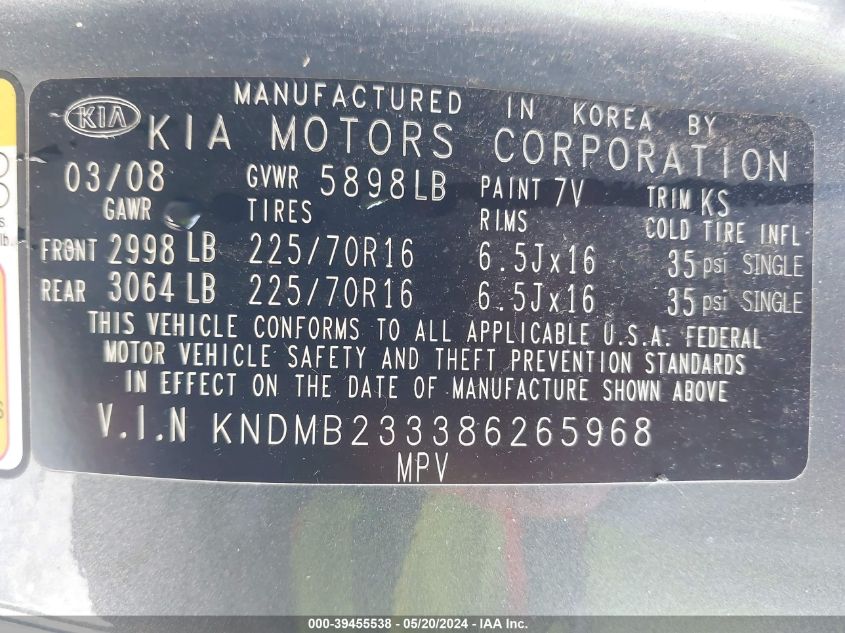 MANUFACTURED IN KOREA BY
KIA KIA MOTORS CORPORATION
03/08 GVWR 5898LB PAINT 7V TRIM KS
GAWR TIRES RIMS COLD TIRE INFL
FRONT 2998 LB 225/70R16 6.5Jx16 35 psi SINGLE
REAR 3064 LB 225/70R16 6.5Jx16 35 psi SINGLE
THIS VEHICLE CONFORMS TO ALL APPLICABLE U.S.A. FEDERAL
MOTOR VEHICLE SAFETY AND THEFT PREVENTION STANDARDS
IN EFFECT ON THE DATE OF MANUFACTURE SHOWN ABOVE
V.I.N KNDMB233386265968
MPV
000-39455538 - 05/20/2024 - IAA Inc.